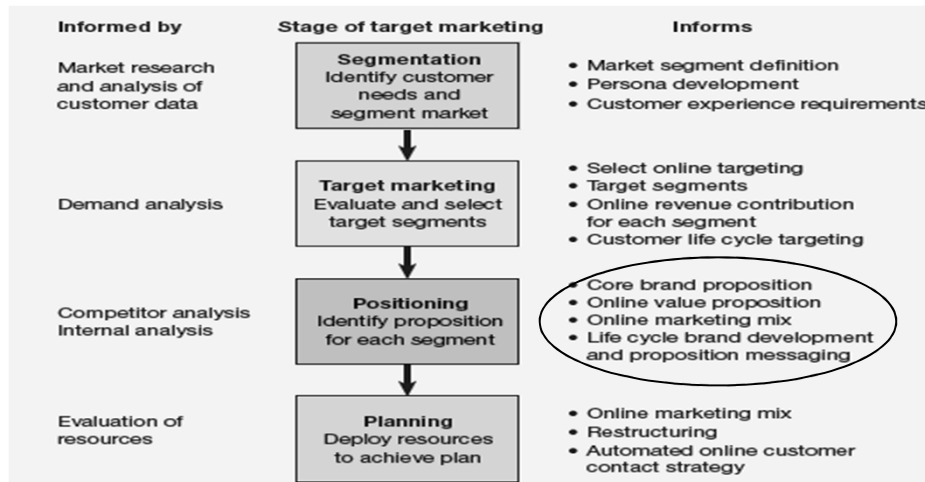 Informed by
Stage of target marketing
Informs
Market research
and analysis of
customer data
Segmentation
Identify customer
needs and
segment market
• Market segment definition
• Persona development
• Customer experience requirements
Demand analysis
Target marketing
Evaluate and select
target segments
• Select online targeting
• Target segments
• Online revenue contribution
for each segment
• Customer life cycle targeting
Competitor analysis
Internal analysis
Positioning
Identify proposition
for each segment
• Core brand proposition
• Online value proposition
• Online marketing mix
• Life cycle brand development
and proposition messaging
Evaluation of
resources
Planning
Deploy resources
to achieve plan
• Online marketing mix
• Restructuring
• Automated online customer
contact strategy